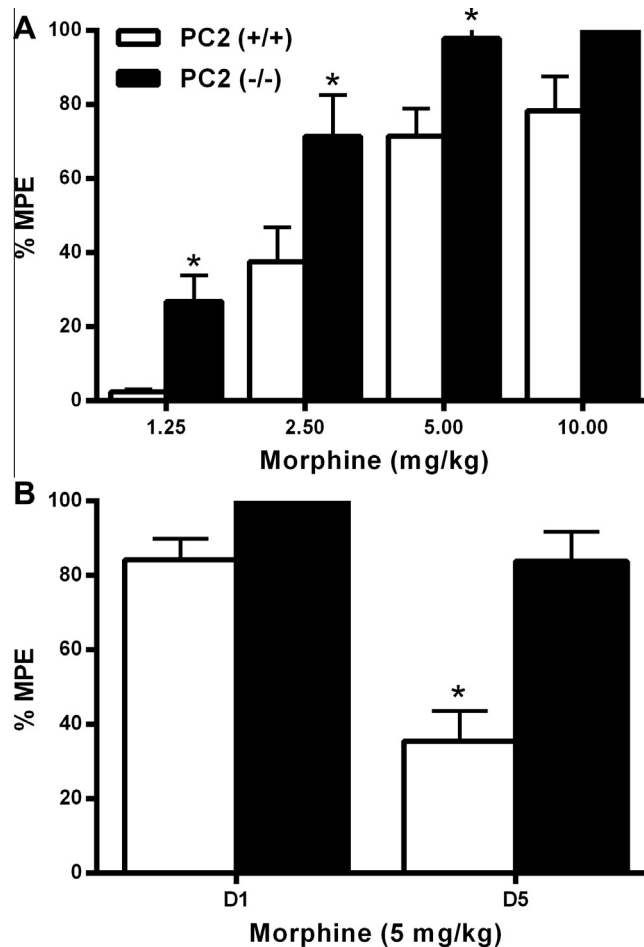 A
PC2 (+/+)
PC2 (-/-)
% MPE
100
80
60
40
20
0
*
*
*
1.25 2.50 5.00 10.00
Morphine (mg/kg)
B
% MPE
100
80
60
40
20
0
*
D1 D5
Morphine (5 mg/kg)